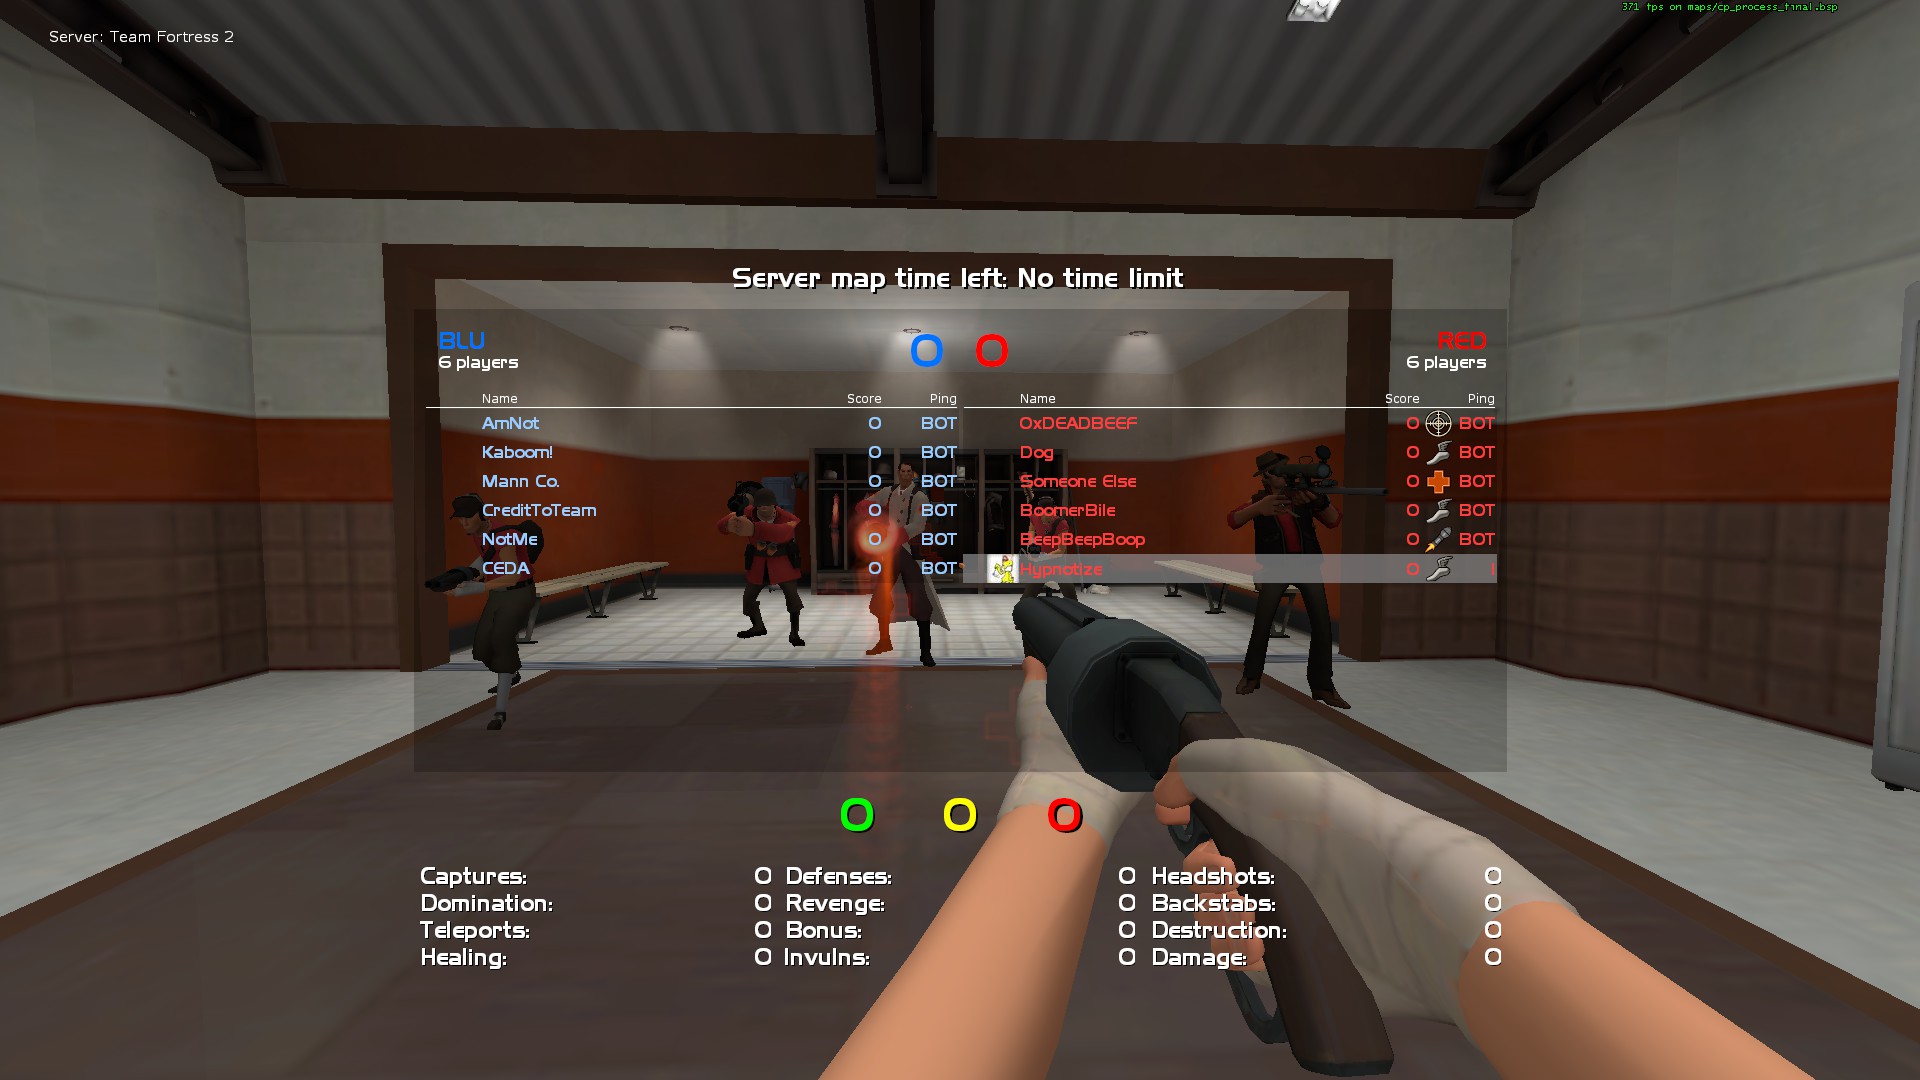 371 fps on maps/cp_process_final.bsp
Server: Team Fortress 2
Server map time left: No time limit
BLU 0 0 RED
6 players 6 players
Name Score Ping Name Score Ping
AmNot 0 BOT 0xDEADBEEF 0 BOT
Kaboom! 0 BOT Dog 0 BOT
Mann Co. 0 BOT Someone Else 0 BOT
CreditToTeam 0 BOT BoomerBile 0 BOT
NotMe 0 BOT BeepBeepBoop 0 BOT
CEDA 0 BOT Hypnotize 0 1
0 0 0
Captures: 0 Defenses: 0 Headshots: 0
Domination: 0 Revenge: 0 Backstabs: 0
Teleports: 0 Bonus: 0 Destruction: 0
Healing: 0 Invulns: 0 Damage: 0